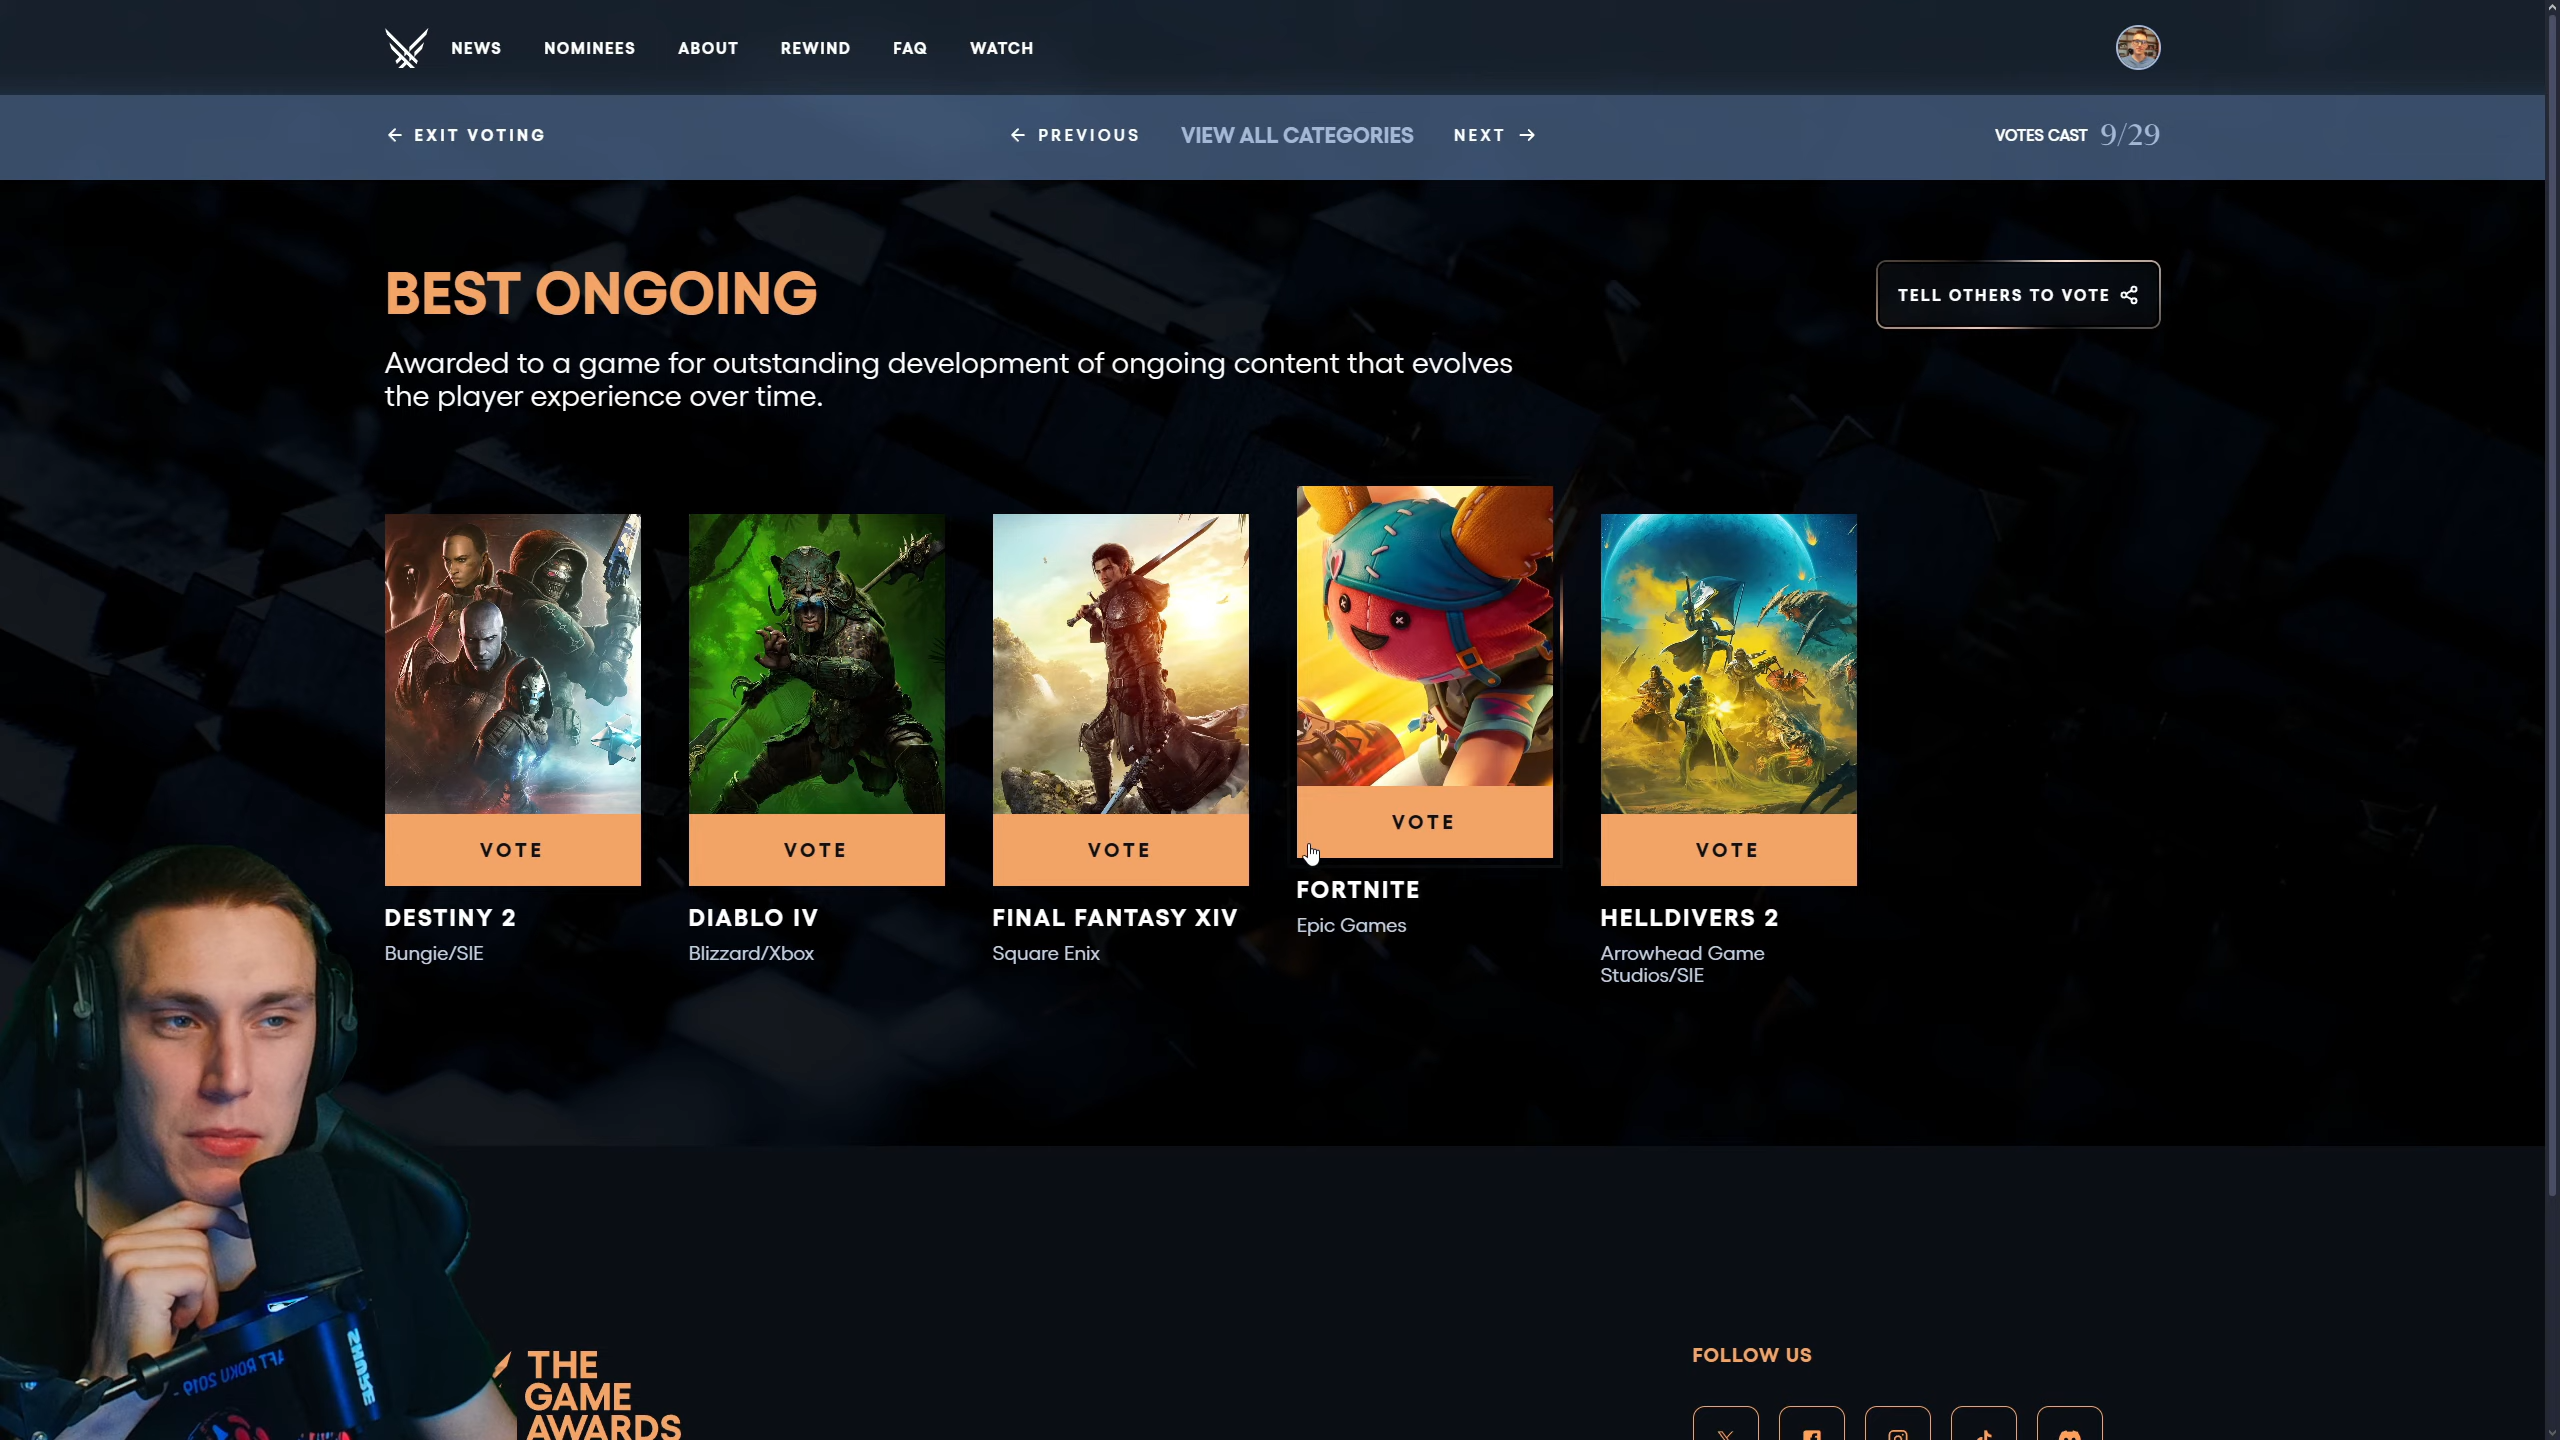 NEWS
NOMINEES
ABOUT
REWIND
FAQ
WATCH
EXIT VOTING
PREVIOUS
VIEW ALL CATEGORIES
NEXT
VOTES CAST 9/29
BEST ONGOING
TELL OTHERS TO VOTE
Awarded to a game for outstanding development of ongoing content that evolves
the player experience over time.
VOTE
DESTINY 2
Bungie/SIE
VOTE
DIABLO IV
Blizzard/Xbox
VOTE
FINAL FANTASY XIV
Square Enix
VOTE
FORTNITE
Epic Games
VOTE
HELLDIVERS 2
Arrowhead Game
Studios/SIE
SHURE
THE
GAME
AWARDS
FOLLOW US